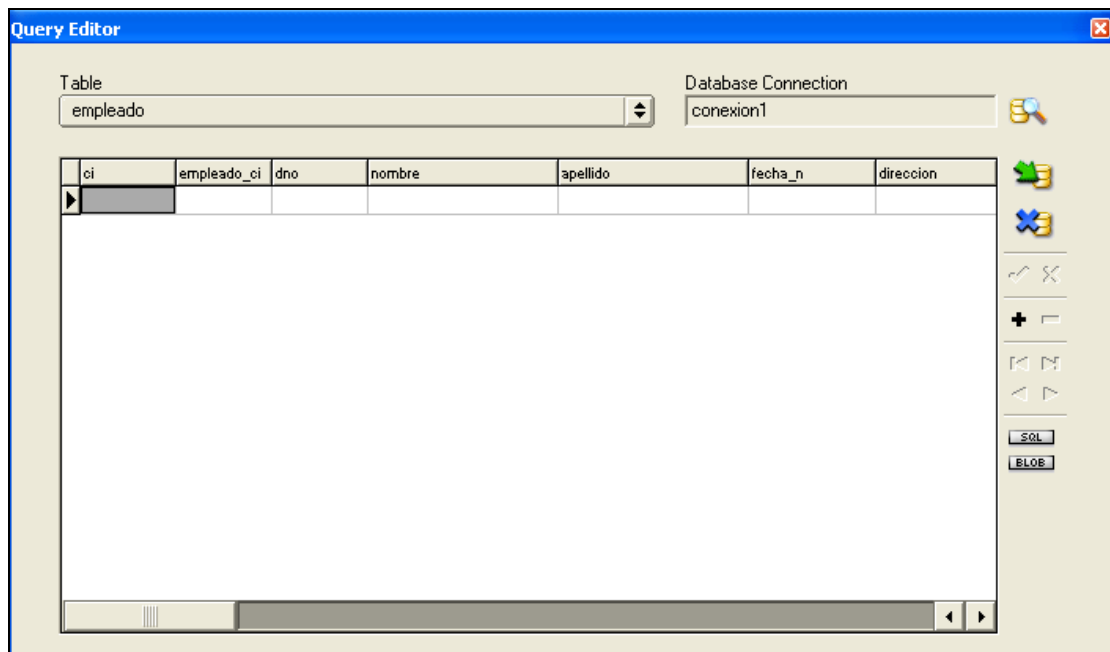 Query Editor
Table
Database Connection
empleado
conexion1
ci empleado_ci dno nombre apellido fecha_n direccion
SQL
BLOB